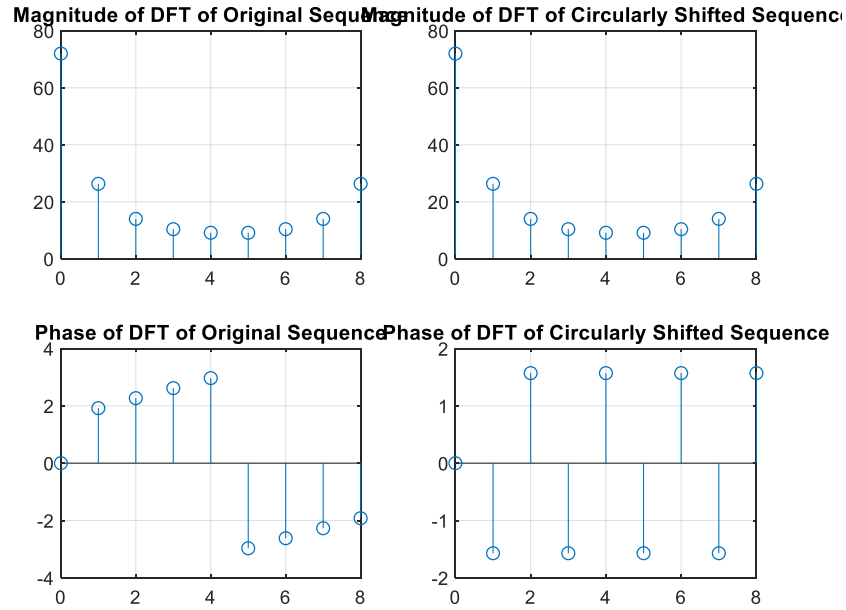 Magnitude of DFT of Original Sequence
80
60
40
20
0
0 2 4 6 8
Magnitude of DFT of Circularly Shifted Sequence
80
60
40
20
0
0 2 4 6 8
Phase of DFT of Original Sequence
4
2
0
-2
-4
0 2 4 6 8
Phase of DFT of Circularly Shifted Sequence
2
1
0
-1
-2
0 2 4 6 8